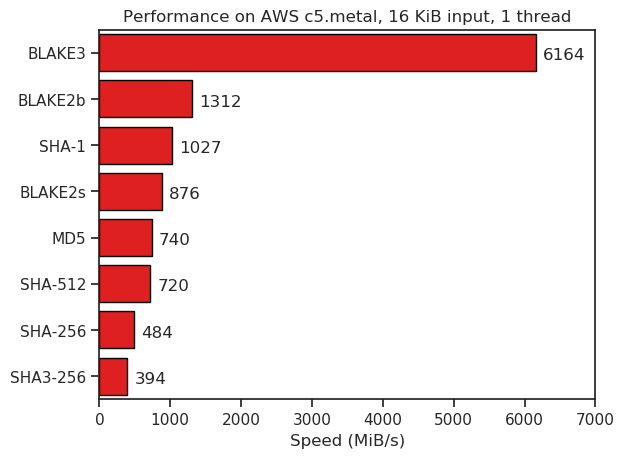 Performance on AWS c5.metal, 16 KiB input, 1 thread
BLAKE3 6164
BLAKE2b 1312
SHA-1 1027
BLAKE2s 876
MD5 740
SHA-512 720
SHA-256 484
SHA3-256 394
0 1000 2000 3000 4000 5000 6000 7000
Speed (MiB/s)